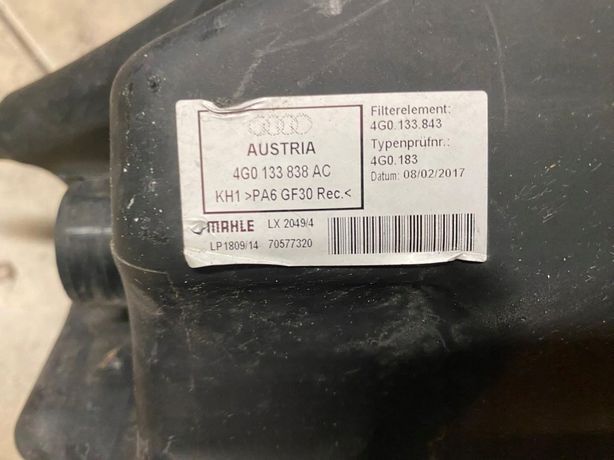 AUSTRIA
4G0 133 838 AC
KH1 >PA6 GF30 Rec.<
MAHLE LX 2049/4
LP1809/14 70577320
Filterelement:
4G0.133.843
Typenprüfnr.:
4G0.183
Datum: 08/02/2017